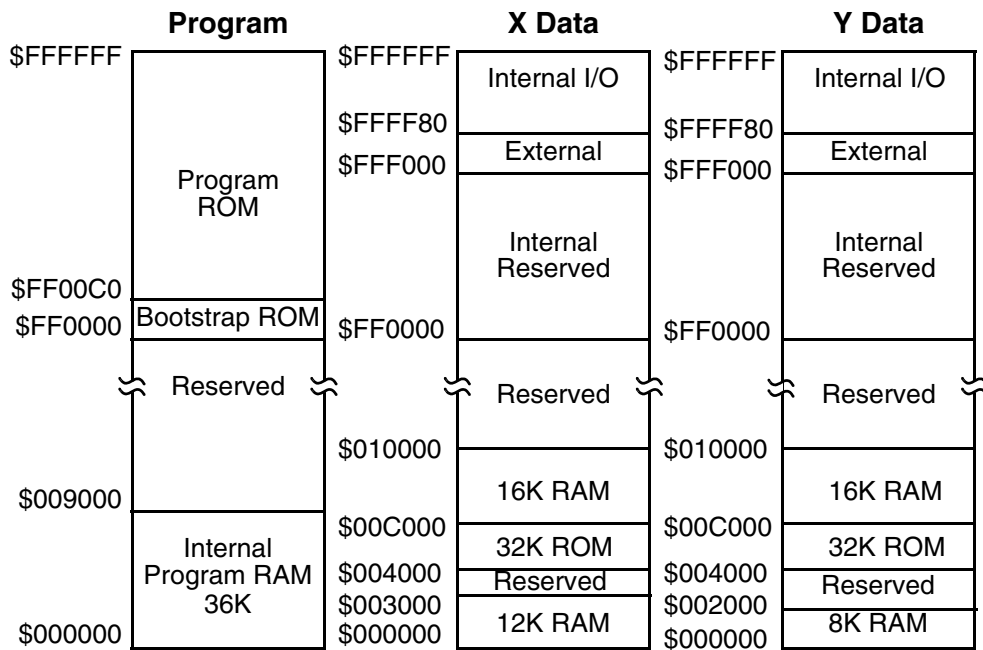 Program
$FFFFFF
Program
ROM
$FF00C0
Bootstrap ROM
$FF0000
Reserved
$009000
Internal
Program RAM
36K
$000000
X Data
$FFFFFF
Internal I/O
$FFFF80
External
$FFF000
Internal
Reserved
$FF0000
Reserved
$010000
16K RAM
$00C000
32K ROM
$004000
Reserved
$003000
12K RAM
$000000
Y Data
$FFFFFF
Internal I/O
$FFFF80
External
$FFF000
Internal
Reserved
$FF0000
Reserved
$010000
16K RAM
$00C000
32K ROM
$004000
Reserved
$002000
8K RAM
$000000